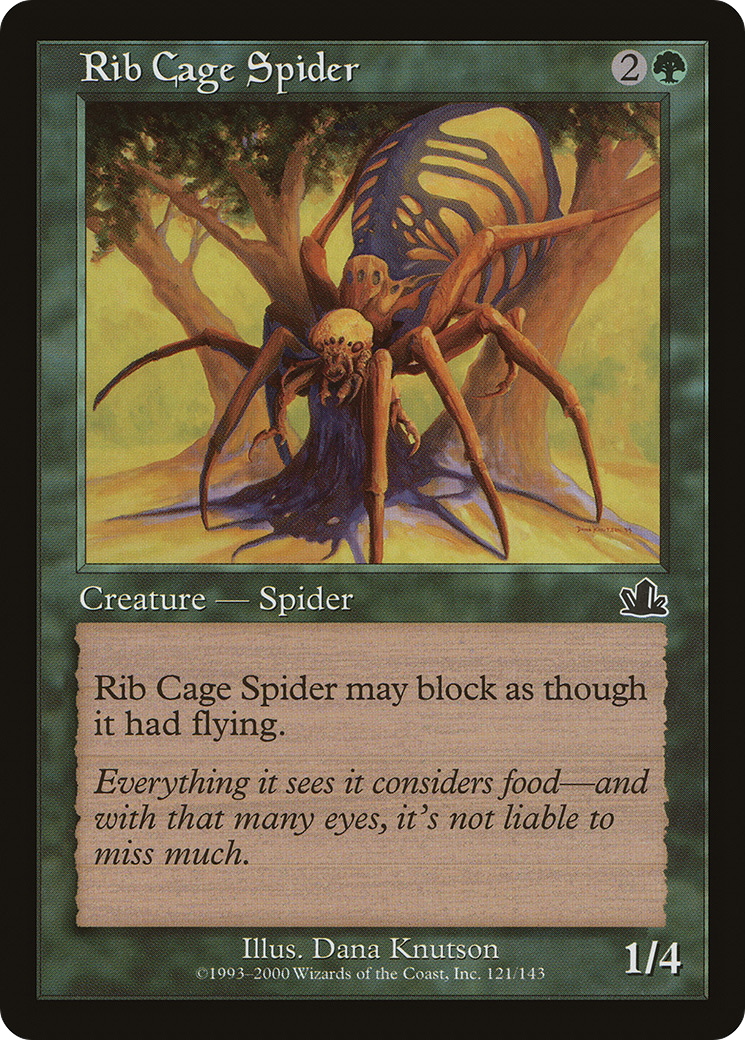 Rib Cage Spider
2
Creature — Spider
Rib Cage Spider may block as though
it had flying.
Everything it sees it considers food—and
with that many eyes, it's not liable to
miss much.
Illus. Dana Knutson
©1993–2000 Wizards of the Coast, Inc. 121/143
1/4